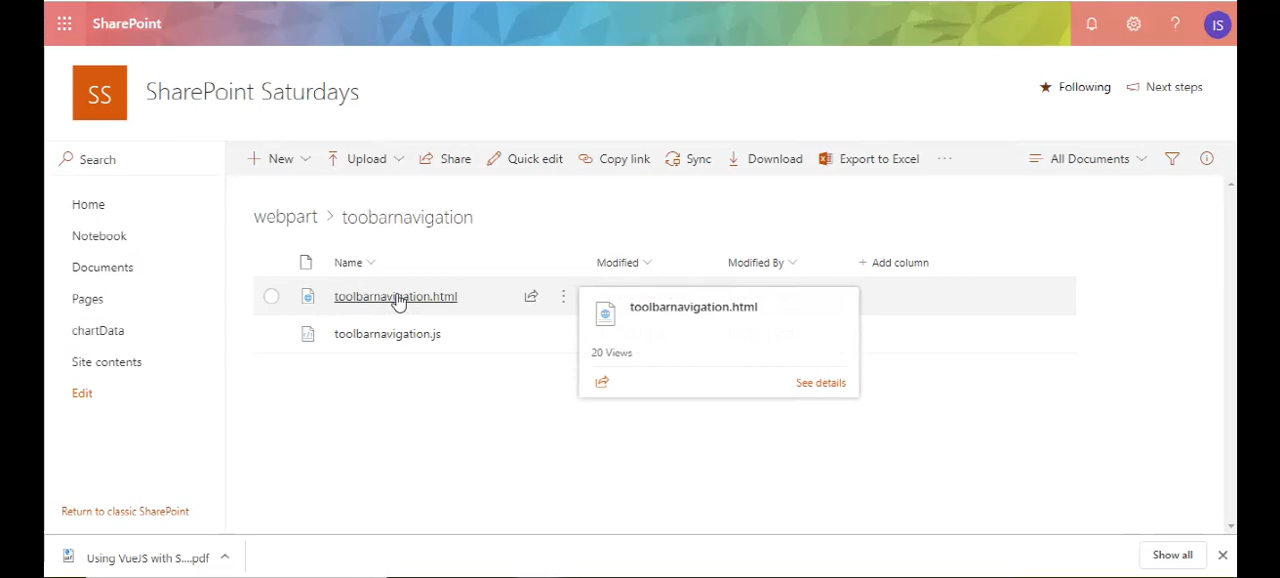 SharePoint
? IS
SS SharePoint Saturdays
Following Next steps
Search
New Upload Share Quick edit Copy link Sync Download Export to Excel ··· All Documents
Home
Notebook
Documents
Pages
chartData
Site contents
Edit
Return to classic SharePoint
webpart > toobarnavigation
Name Modified Modified By + Add column
toolbarnavigation.html
toolbarnavigation.js
toolbarnavigation.html
20 Views
See details
Using VueJS with S....pdf
Show all